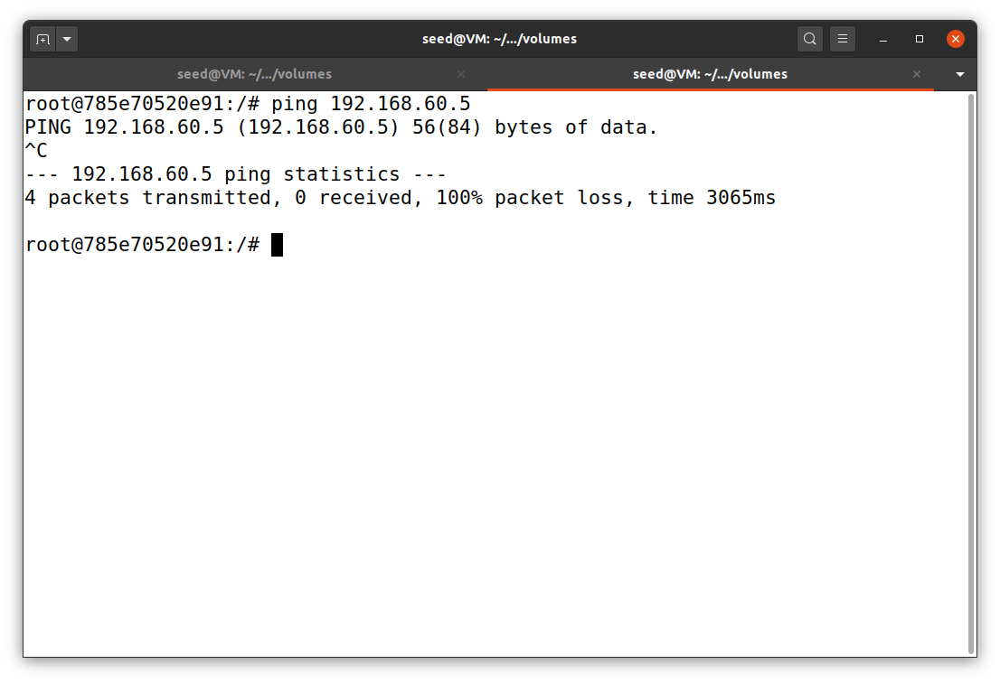 seed@VM: ~/.../volumes
seed@VM: ~/.../volumes
seed@VM: ~/.../volumes
root@785e70520e91:/# ping 192.168.60.5
PING 192.168.60.5 (192.168.60.5) 56(84) bytes of data.
^C
--- 192.168.60.5 ping statistics ---
4 packets transmitted, 0 received, 100% packet loss, time 3065ms
root@785e70520e91:/#